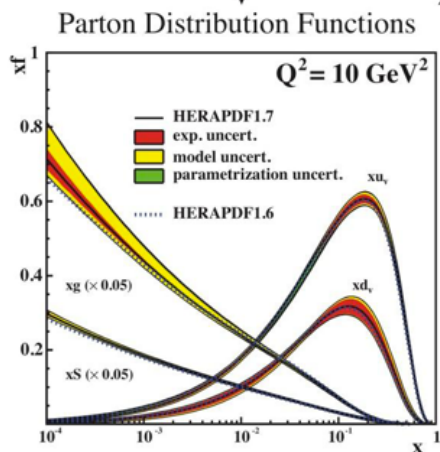 Parton Distribution Functions
xf
1
Q² = 10 GeV²
0.8
HERAPDF1.7
exp. uncert.
model uncert.
parametrization uncert.
HERAPDF1.6
xuᵥ
0.6
xg (× 0.05)
xdᵥ
0.4
xS (× 0.05)
0.2
10⁻⁴ 10⁻³ 10⁻² 10⁻¹ 1
x